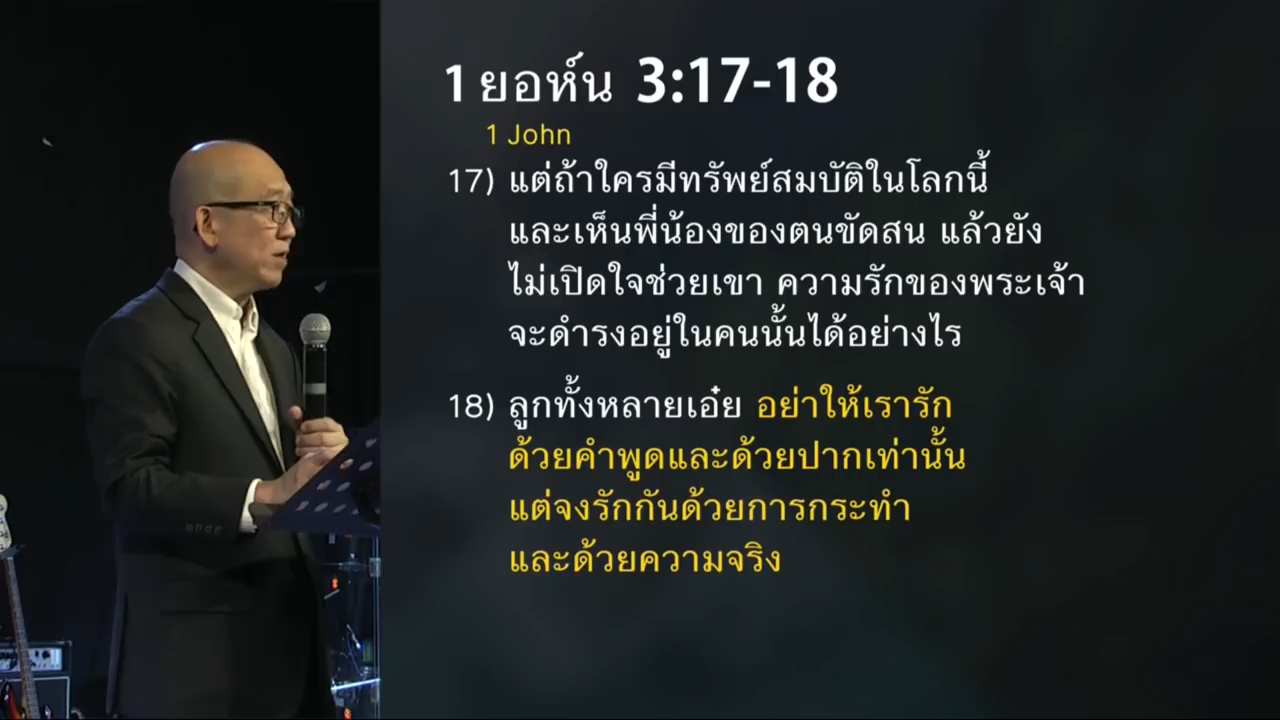 1 ยอห์น 3:17-18
1 John
17) แต่ถ้าใครมีทรัพย์สมบัติในโลกนี้
และเห็นพี่น้องของตนขัดสน แล้วยัง
ไม่เปิดใจช่วยเขา ความรักของพระเจ้า
จะดำรงอยู่ในคนนั้นได้อย่างไร
18) ลูกทั้งหลายเอ๋ย อย่าให้เรารัก
ด้วยคำพูดและด้วยปากเท่านั้น
แต่จงรักกันด้วยการกระทำ
และด้วยความจริง